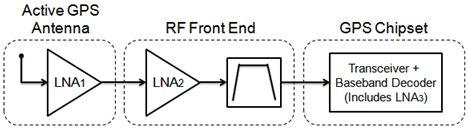 Active GPS
Antenna
RF Front End
GPS Chipset
LNA1
LNA2
Transceiver +
Baseband Decoder
(Includes LNA3)